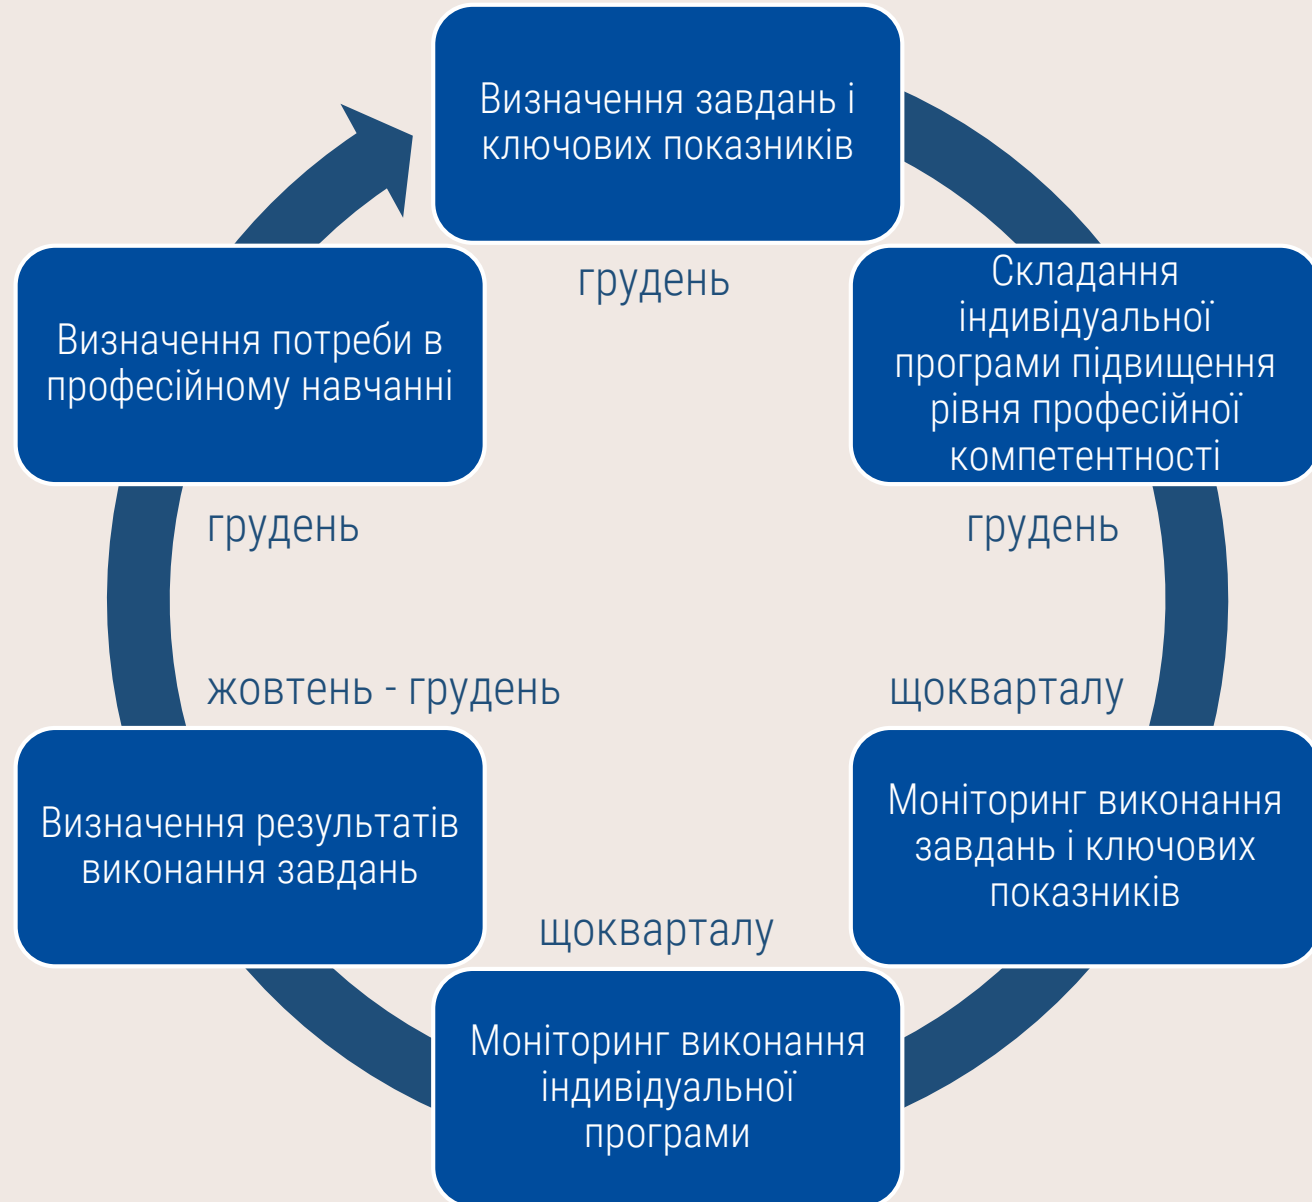 Визначення завдань і
ключових показників
грудень
Складання
індивідуальної
програми підвищення
рівня професійної
компетентності
грудень
щокварталу
Моніторинг виконання
завдань і ключових
показників
щокварталу
Моніторинг виконання
індивідуальної
програми
жовтень - грудень
Визначення результатів
виконання завдань
Визначення потреби в
професійному навчанні
грудень